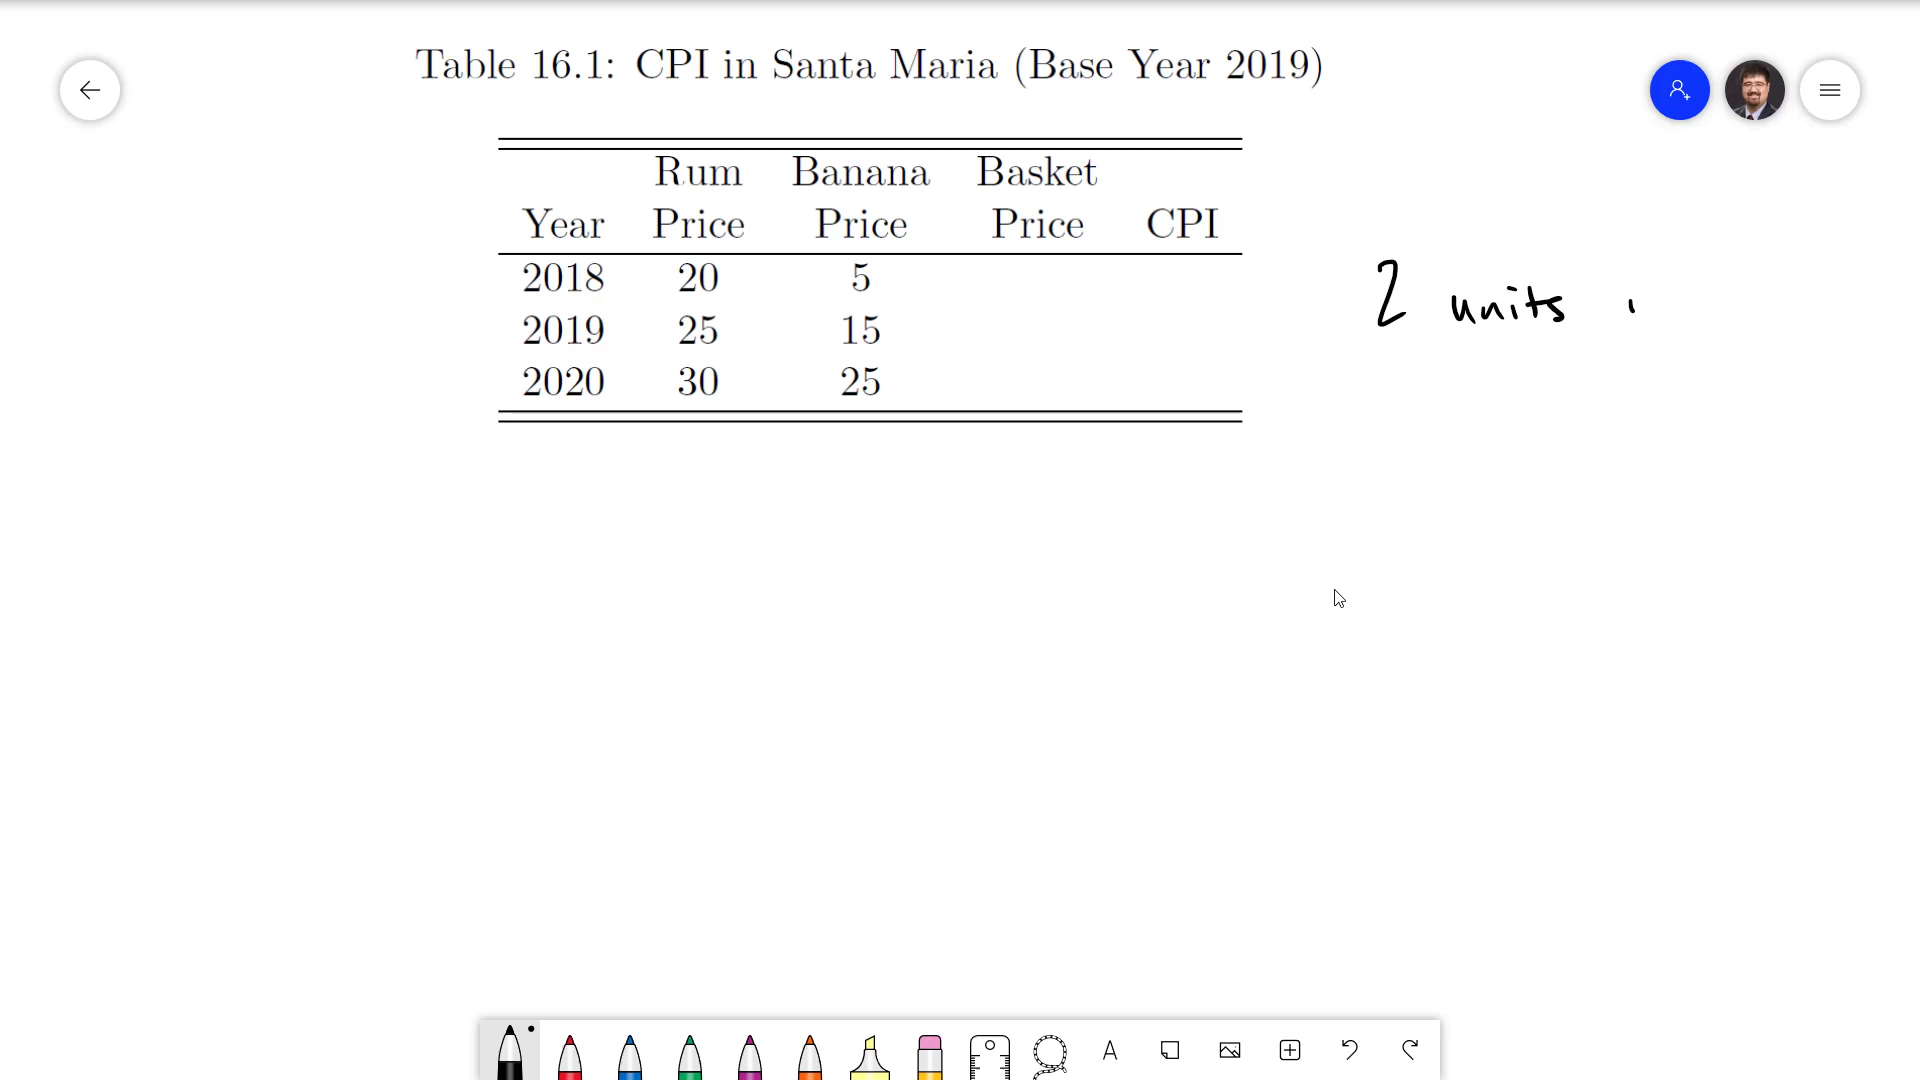 Table 16.1: CPI in Santa Maria (Base Year 2019)
Rum Banana Basket
Year Price Price Price CPI
2018 20 5
2019 25 15
2020 30 25
2 units
A